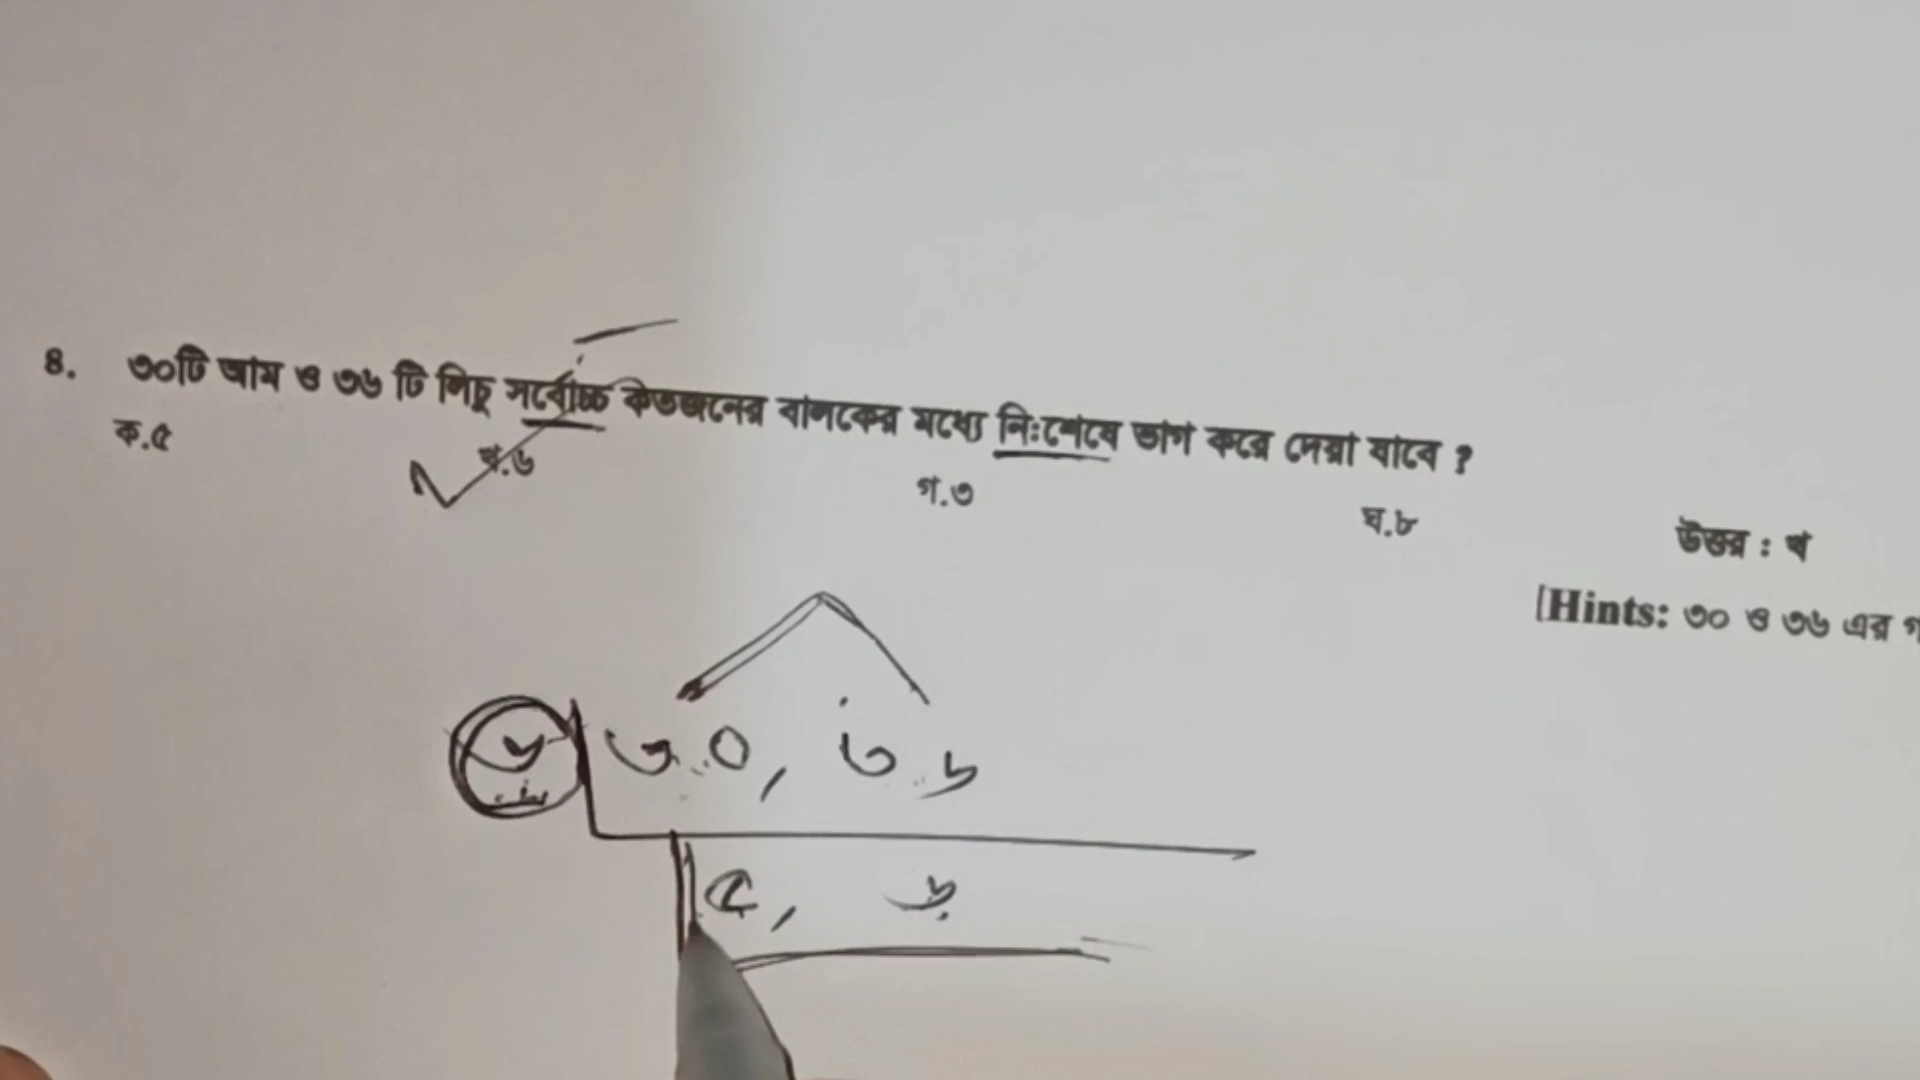 ৪. ৩০টি আম ও ৩৬ টি লিচু সর্বোচ্চ কতজনের বালকের মধ্যে নিঃশেষে ভাগ করে দেয়া যাবে ?
ক.৫ খ.৬ গ.৩ ঘ.৮
উত্তর : খ
[Hints: ৩০ ও ৩৬ এর গ
৬ ৩০, ৩৬
৫, ৬